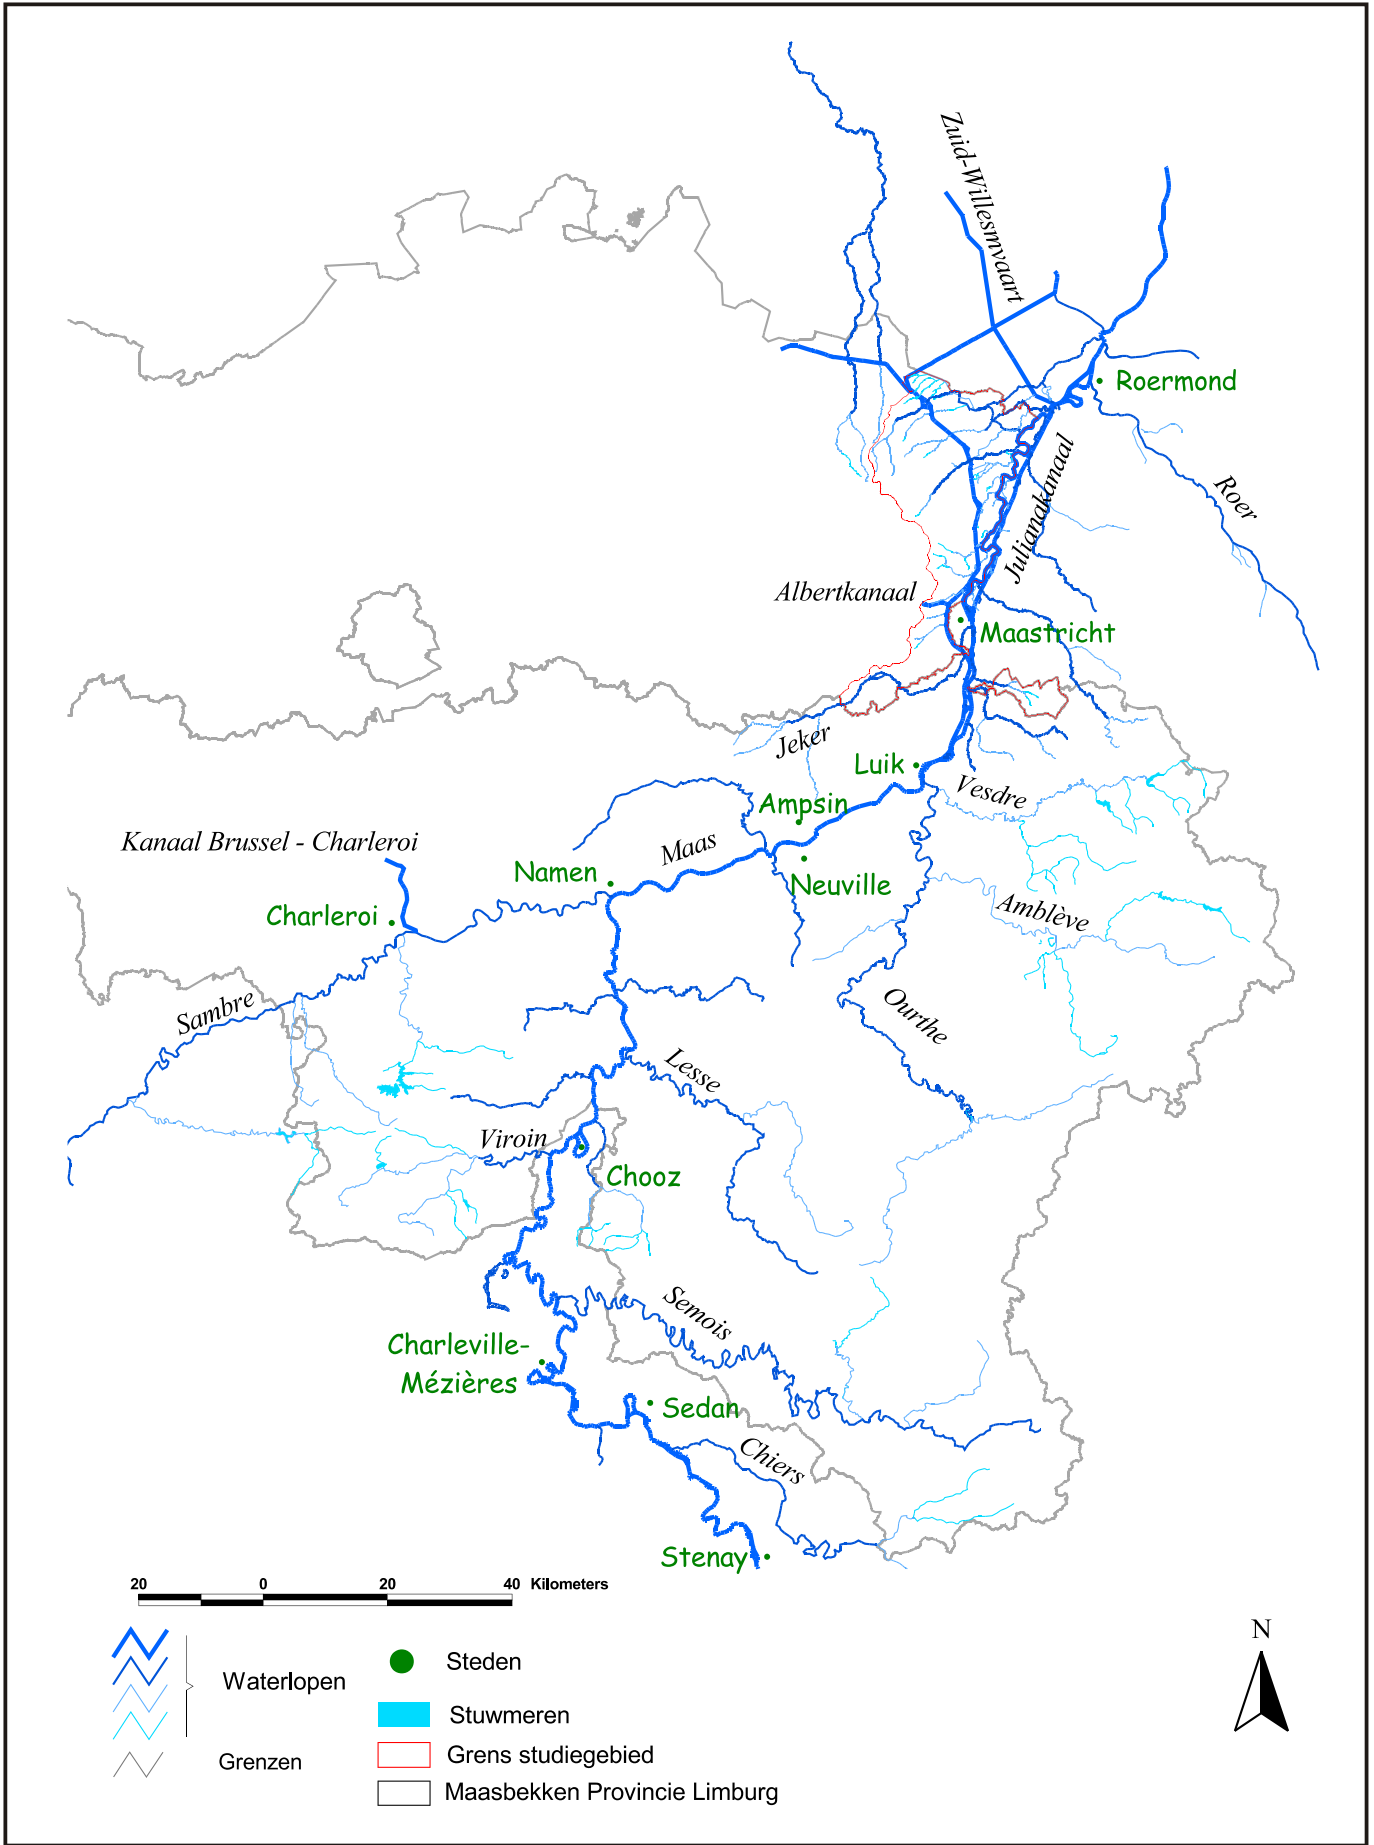 Zuid-Willesmvaart
Roermond
Roer
Julianakanaal
Albertkanaal
Maastricht
Jeker
Luik
Vesdre
Ampsin
Kanaal Brussel - Charleroi
Maas
Namen
Neuville
Charleroi
Amblève
Sambre
Ourthe
Lesse
Viroin
Chooz
Semois
Charleville-
Mézières
Sedan
Chiers
Stenay
20 0 20 40 Kilometers
N
Waterlopen
Grenzen
Steden
Stuwmeren
Grens studiegebied
Maasbekken Provincie Limburg